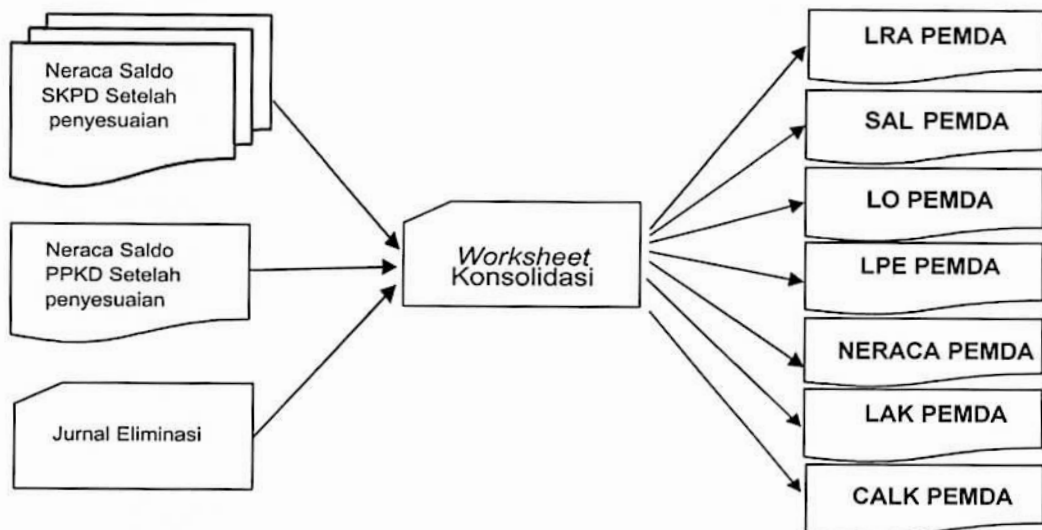 Neraca Saldo
SKPD Setelah
penyesuaian
Neraca Saldo
PPKD Setelah
penyesuaian
Jurnal Eliminasi
Worksheet
Konsolidasi
LRA PEMDA
SAL PEMDA
LO PEMDA
LPE PEMDA
NERACA PEMDA
LAK PEMDA
CALK PEMDA